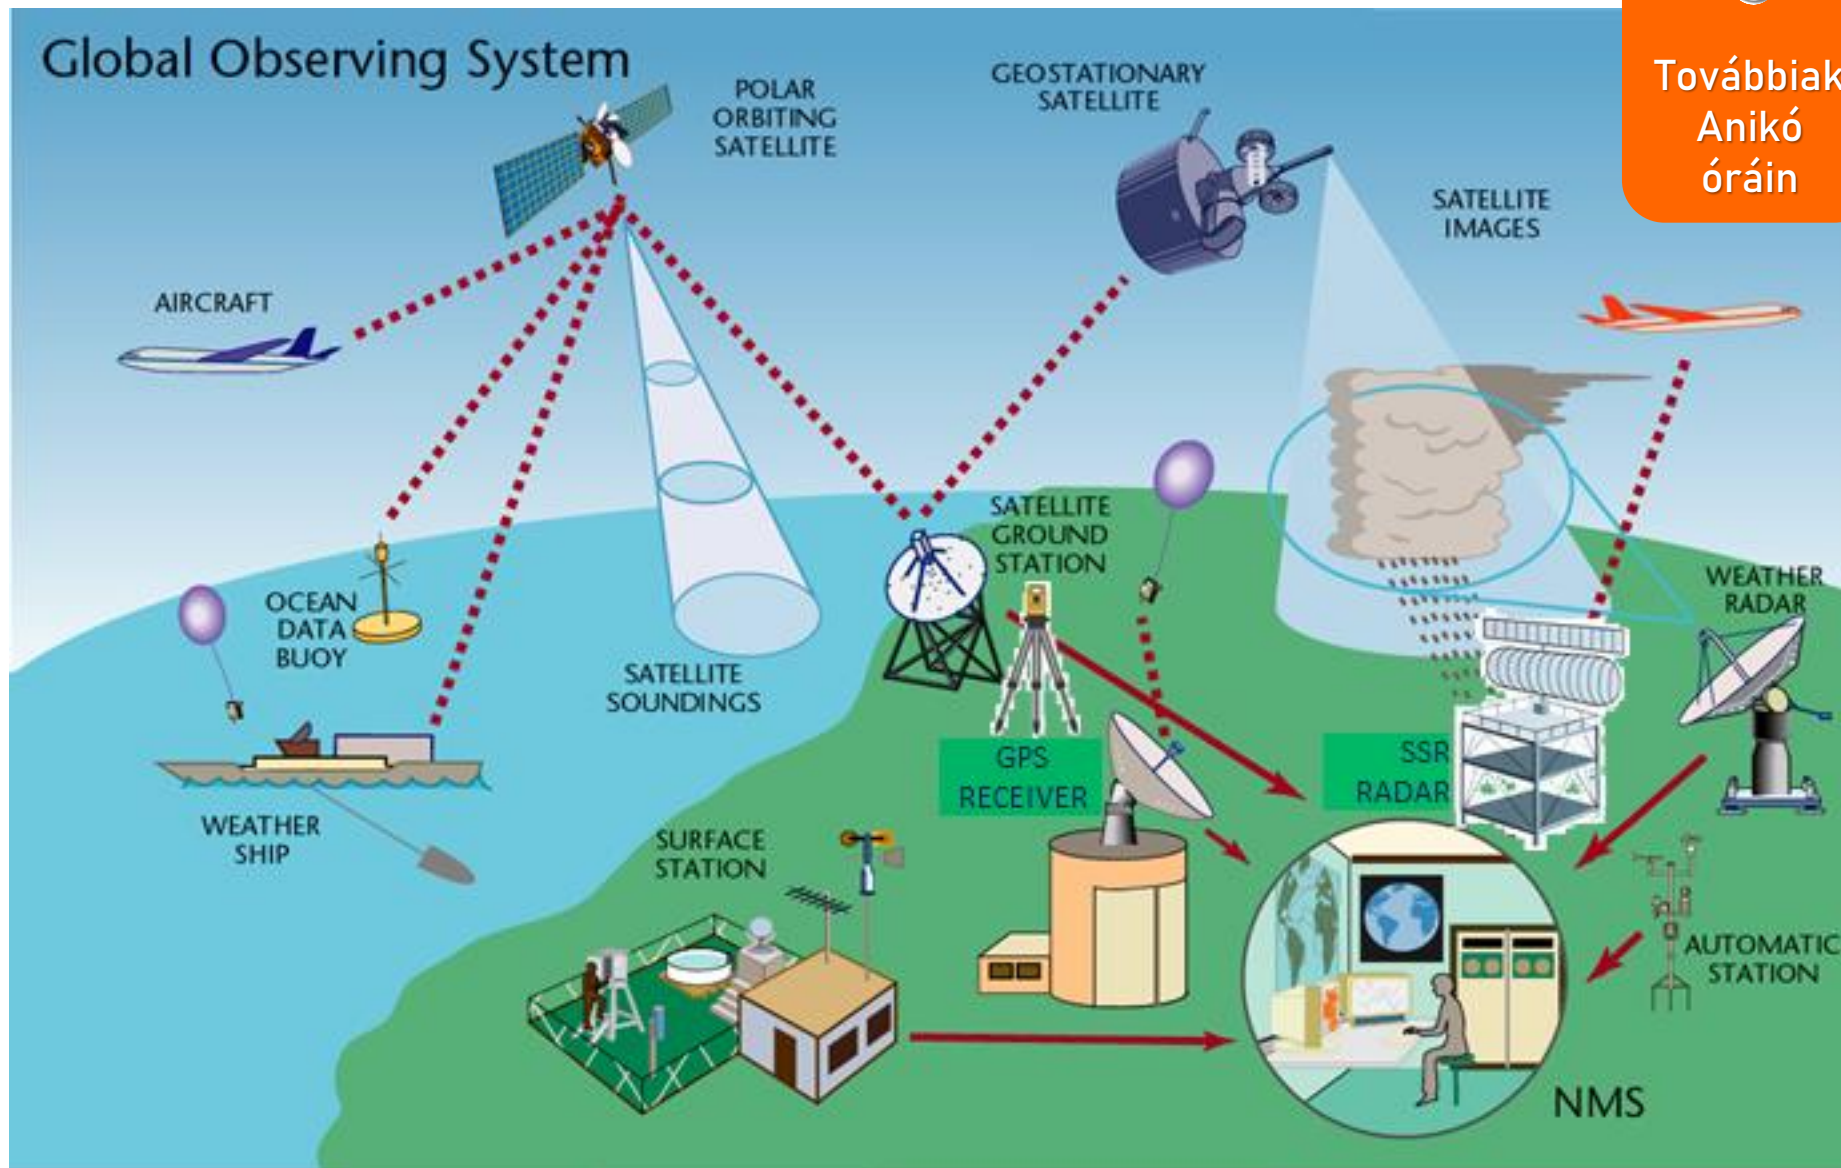 Global Observing System
POLAR
ORBITING
SATELLITE
GEOSTATIONARY
SATELLITE
Továbbiak
Anikó
óráin
SATELLITE
IMAGES
AIRCRAFT
SATELLITE
GROUND
STATION
OCEAN
DATA
BUOY
WEATHER
RADAR
SATELLITE
SOUNDINGS
GPS
RECEIVER
SSR
RADAR
WEATHER
SHIP
SURFACE
STATION
AUTOMATIC
STATION
NMS